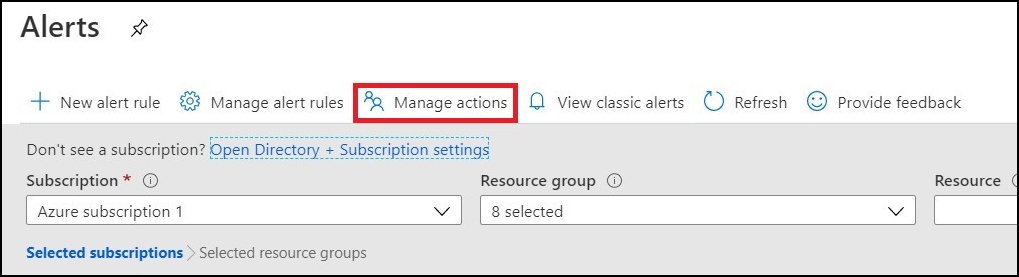 Alerts
New alert rule Manage alert rules Manage actions View classic alerts Refresh Provide feedback
Don't see a subscription? Open Directory + Subscription settings
Subscription * Resource group Resource
Azure subscription 1 8 selected
Selected subscriptions > Selected resource groups